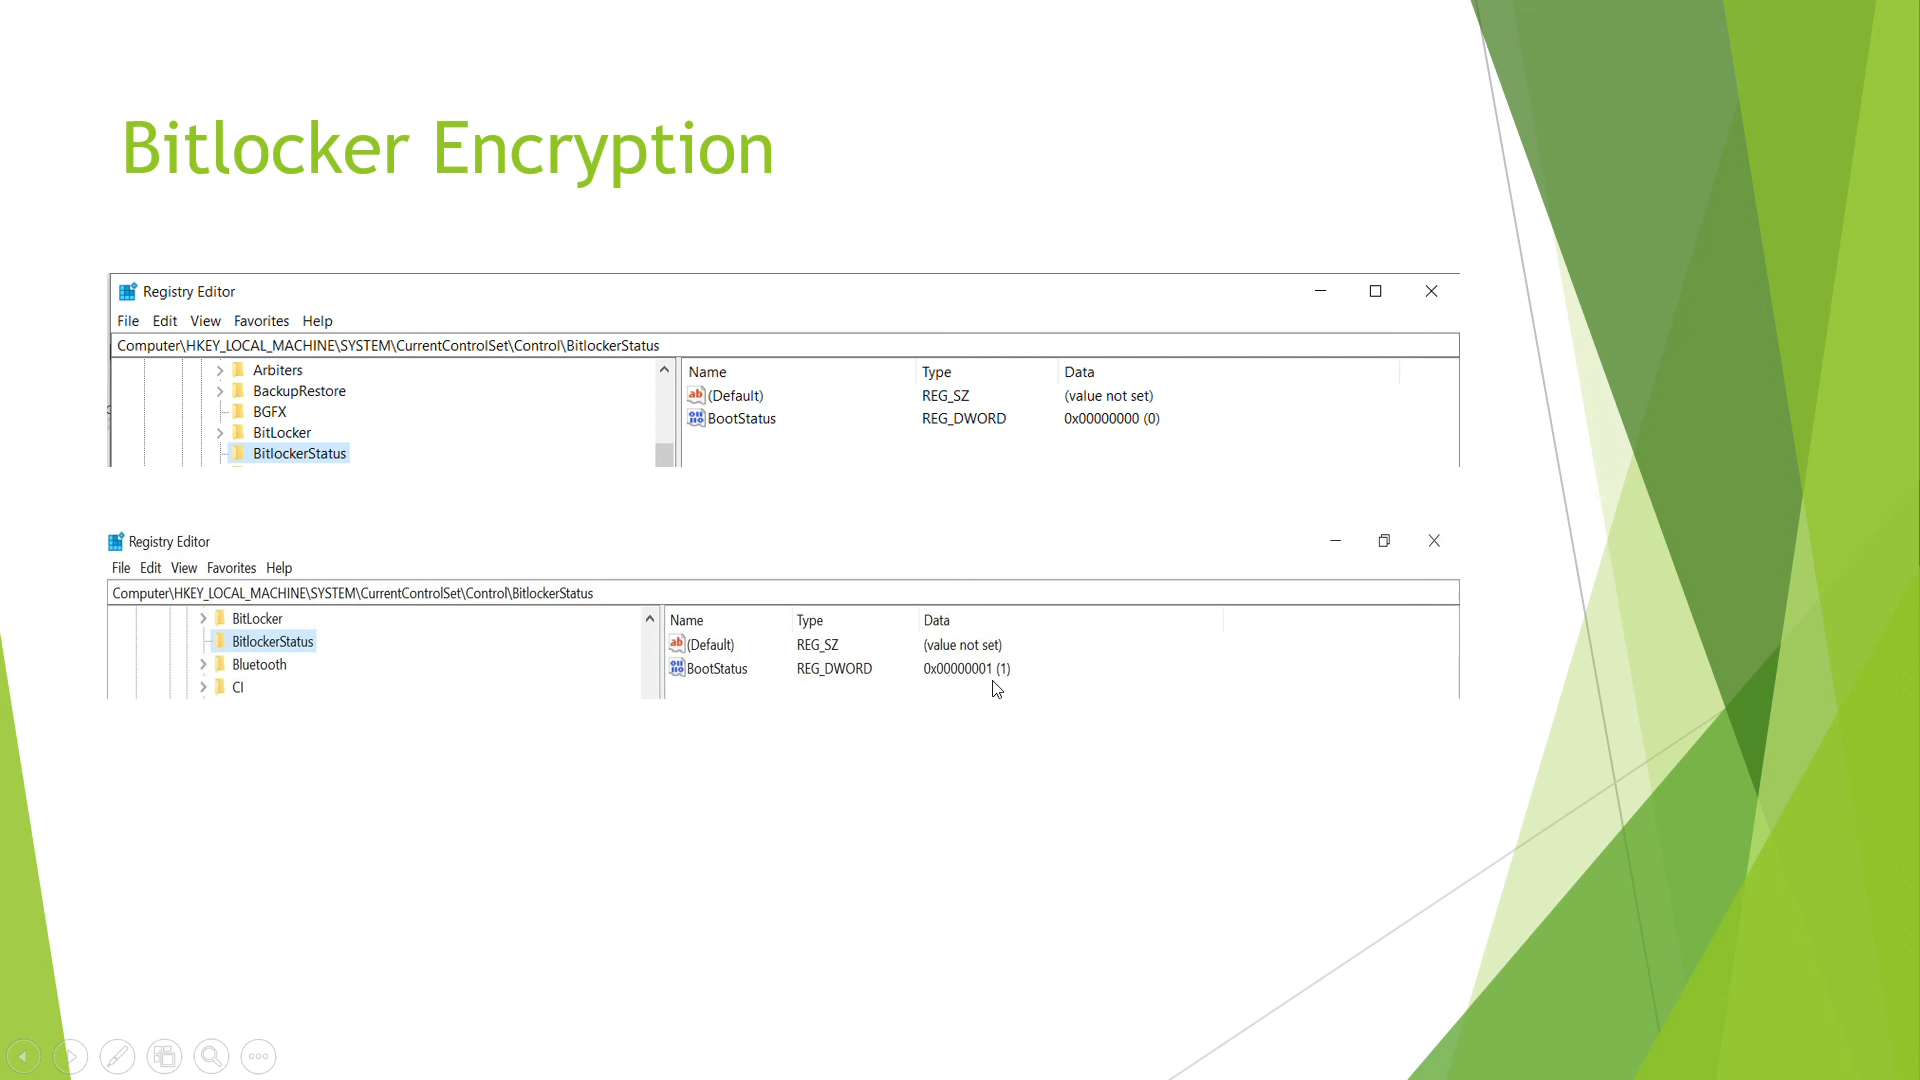 Bitlocker Encryption
Registry Editor
File Edit View Favorites Help
Computer\HKEY_LOCAL_MACHINE\SYSTEM\CurrentControlSet\Control\BitlockerStatus
Arbiters
BackupRestore
BGFX
BitLocker
BitlockerStatus
Name Type Data
(Default) REG_SZ (value not set)
BootStatus REG_DWORD 0x00000000 (0)
Registry Editor
File Edit View Favorites Help
Computer\HKEY_LOCAL_MACHINE\SYSTEM\CurrentControlSet\Control\BitlockerStatus
BitLocker
BitlockerStatus
Bluetooth
CI
Name Type Data
(Default) REG_SZ (value not set)
BootStatus REG_DWORD 0x00000001 (1)